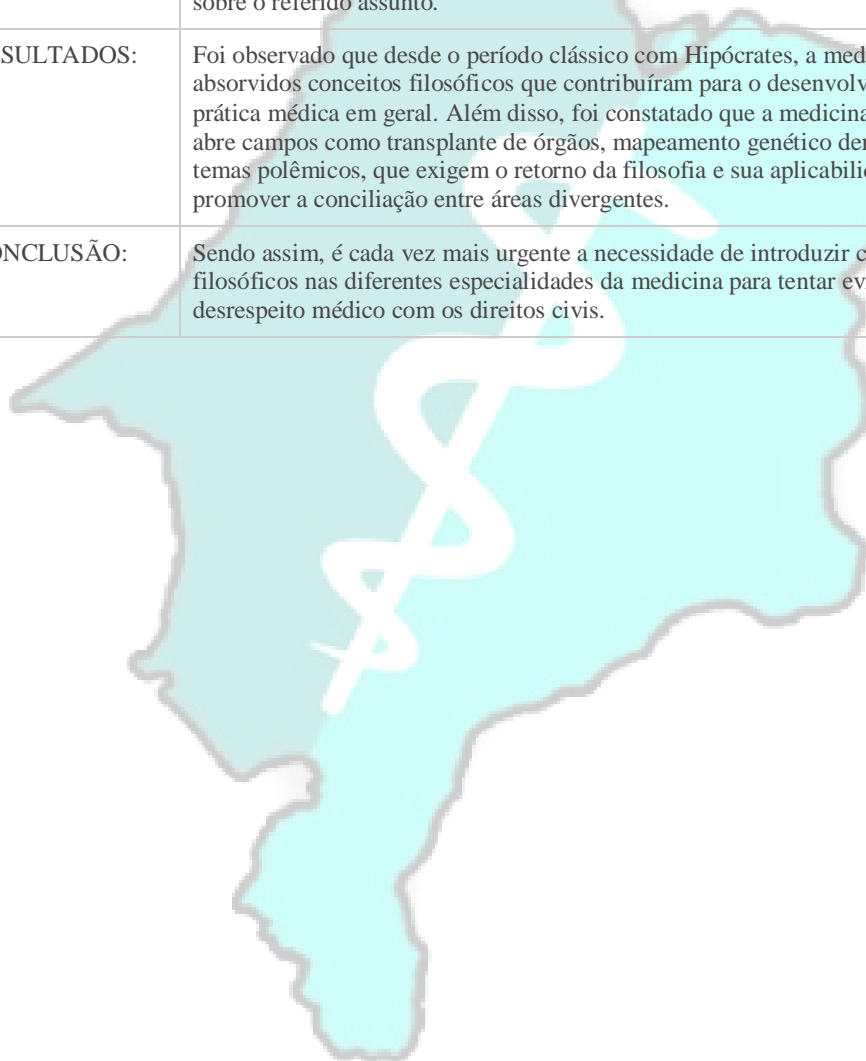 sobre o referido assunto.
SULTADOS:
Foi observado que desde o período clássico com Hipócrates, a med
absorvidos conceitos filosóficos que contribuíram para o desenvolv
prática médica em geral. Além disso, foi constatado que a medicina
abre campos como transplante de órgãos, mapeamento genético den
temas polêmicos, que exigem o retorno da filosofia e sua aplicabilid
promover a conciliação entre áreas divergentes.
ONCLUSÃO:
Sendo assim, é cada vez mais urgente a necessidade de introduzir c
filosóficos nas diferentes especialidades da medicina para tentar ev
desrespeito médico com os direitos civis.